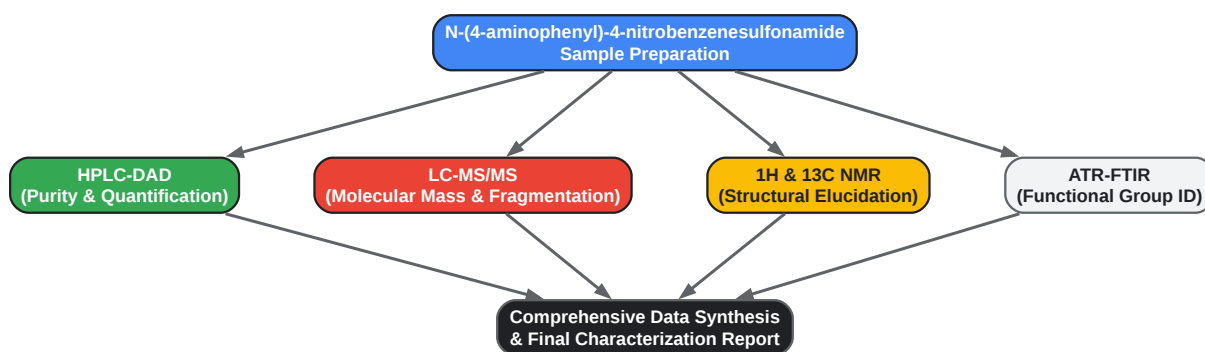 N-(4-aminophenyl)-4-nitrobenzenesulfonamide
Sample Preparation
HPLC-DAD
(Purity & Quantification)
LC-MS/MS
(Molecular Mass & Fragmentation)
1H & 13C NMR
(Structural Elucidation)
ATR-FTIR
(Functional Group ID)
Comprehensive Data Synthesis
& Final Characterization Report